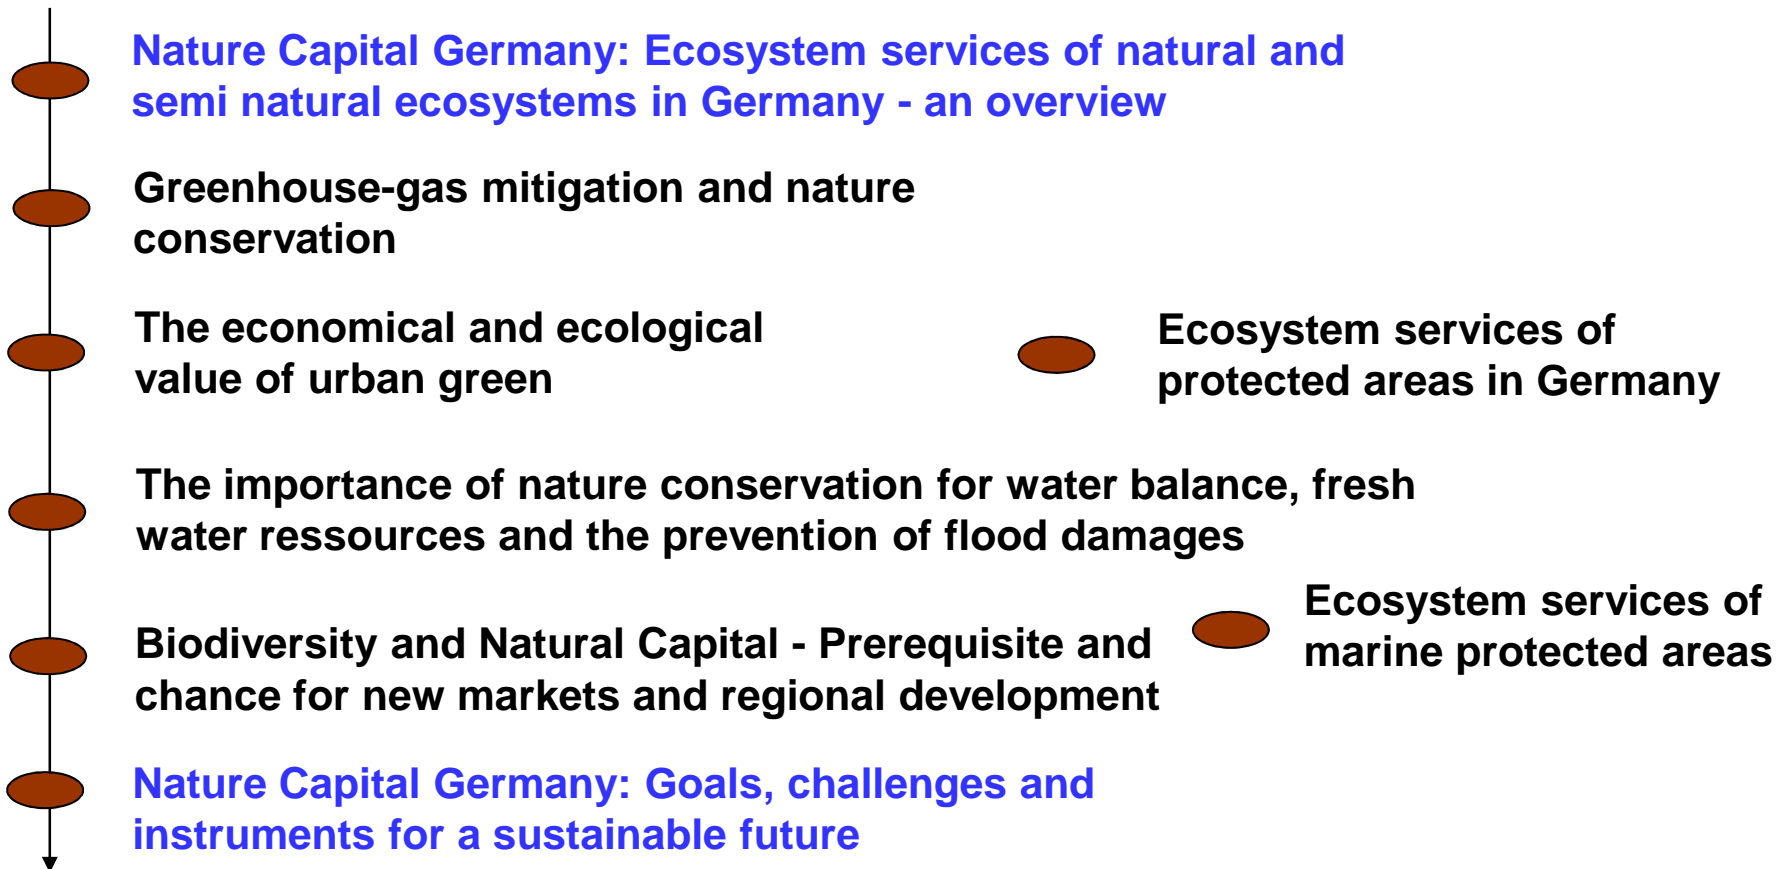 Nature Capital Germany: Ecosystem services of natural and
semi natural ecosystems in Germany - an overview
Greenhouse-gas mitigation and nature
conservation
The economical and ecological
value of urban green
Ecosystem services of
protected areas in Germany
The importance of nature conservation for water balance, fresh
water ressources and the prevention of flood damages
Ecosystem services of
marine protected areas
Biodiversity and Natural Capital - Prerequisite and
chance for new markets and regional development
Nature Capital Germany: Goals, challenges and
instruments for a sustainable future